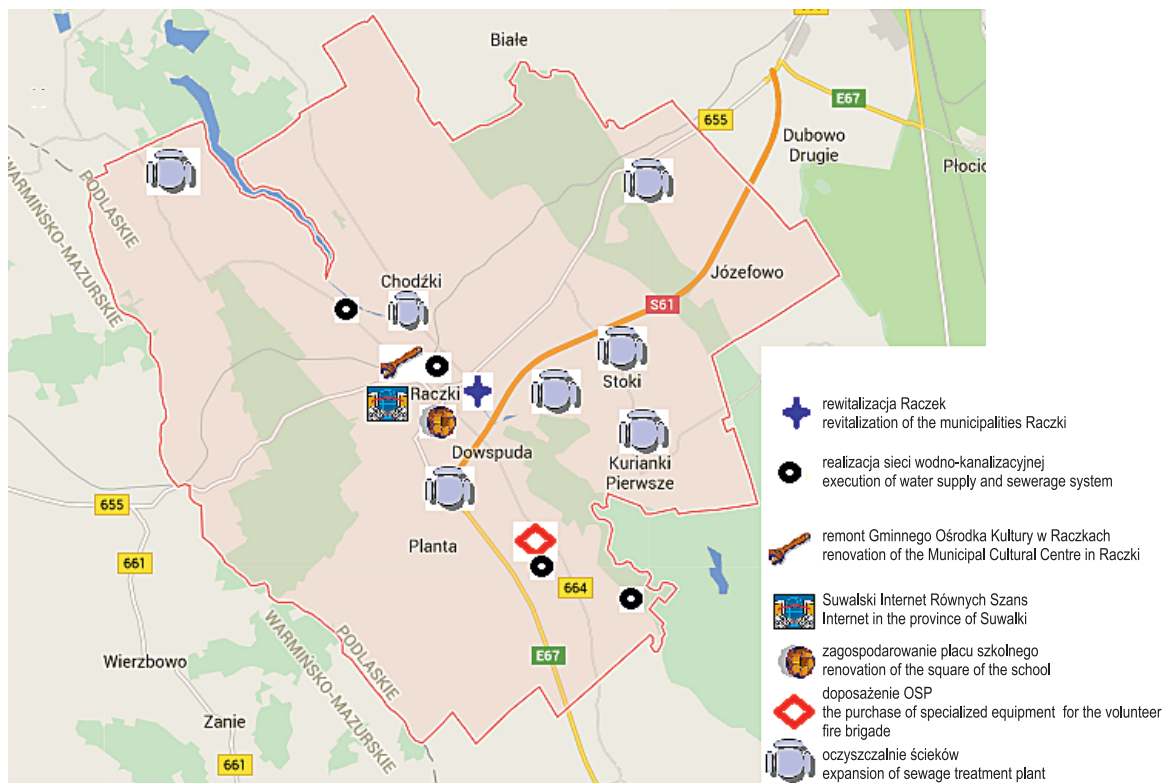 Białe
655
E67
Dubowo
Drugie
Płocic
PODLASKIE
WARMIŃSKO-MAZURSKIE
Chodźki
Józefowo
S61
Stoki
Raczki
Dowspuda
Kurianki
Pierwsze
655
Planta
661
664
E67
Wierzbowo
PODLASKIE
WARMIŃSKO-MAZURSKIE
Zanie
661
rewitalizacja Raczek
revitalization of the municipalities Raczki
realizacja sieci wodno-kanalizacyjnej
execution of water supply and sewerage system
remont Gminnego Ośrodka Kultury w Raczkach
renovation of the Municipal Cultural Centre in Raczki
Suwalski Internet Równych Szans
Internet in the province of Suwalki
zagospodarowanie placu szkolnego
renovation of the square of the school
doposażenie OSP
the purchase of specialized equipment for the volunteer
fire brigade
oczyszczalnie ścieków
expansion of sewage treatment plant